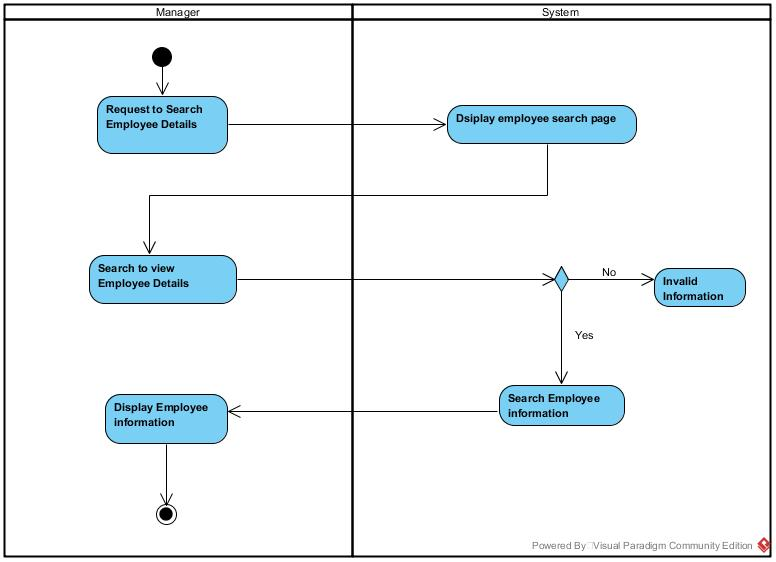 Manager
System
Request to Search
Employee Details
Dsiplay employee search page
Search to view
Employee Details
No
Invalid
Information
Yes
Display Employee
information
Search Employee
information
Powered By Visual Paradigm Community Edition